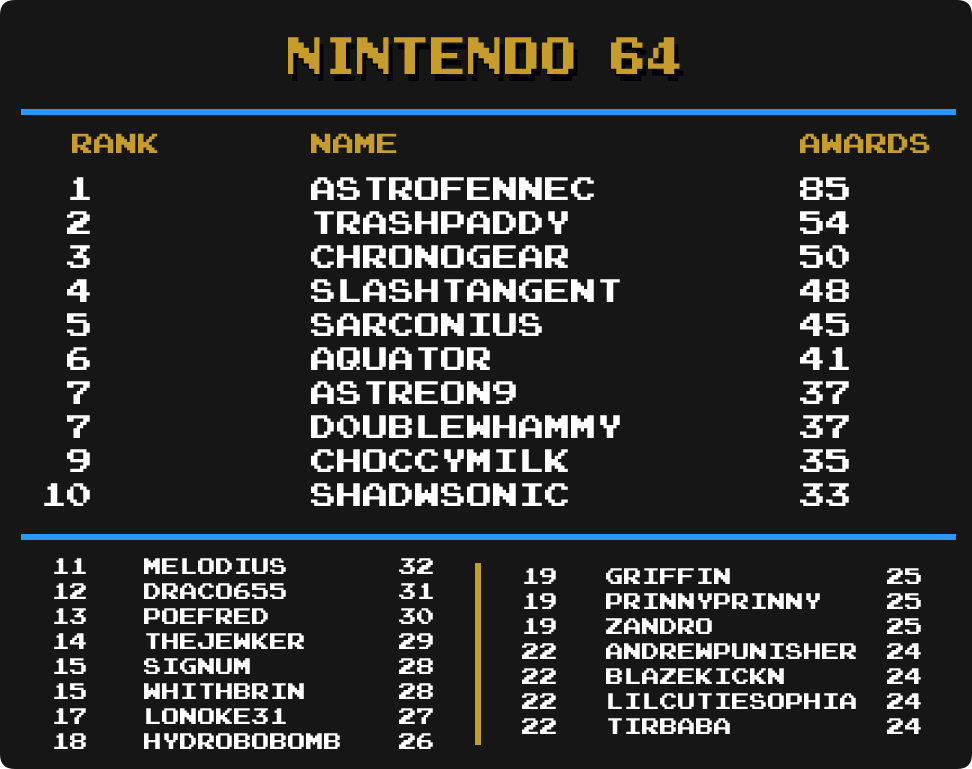 NINTENDO 64
RANK NAME AWARDS
1 ASTROFENNEC 85
2 TRASHPADDY 54
3 CHRONOGEAR 50
4 SLASHTANGENT 48
5 SARCONIUS 45
6 AQUATOR 41
7 ASTREON9 37
7 DOUBLEWHAMMY 37
9 CHOCCYMILK 35
10 SHADWSONIC 33
11 MELODIUS 32
12 DRACO655 31
13 POEFRED 30
14 THEJEWKER 29
15 SIGNUM 28
15 WHITHBRIN 28
17 LONOKE31 27
18 HYDROBOBOMB 26
19 GRIFFIN 25
19 PRINNYPRINNY 25
19 ZANDRO 25
22 ANDREWPUNISHER 24
22 BLAZEKICKN 24
22 LILCUTIESOPHIA 24
22 TIRBABA 24